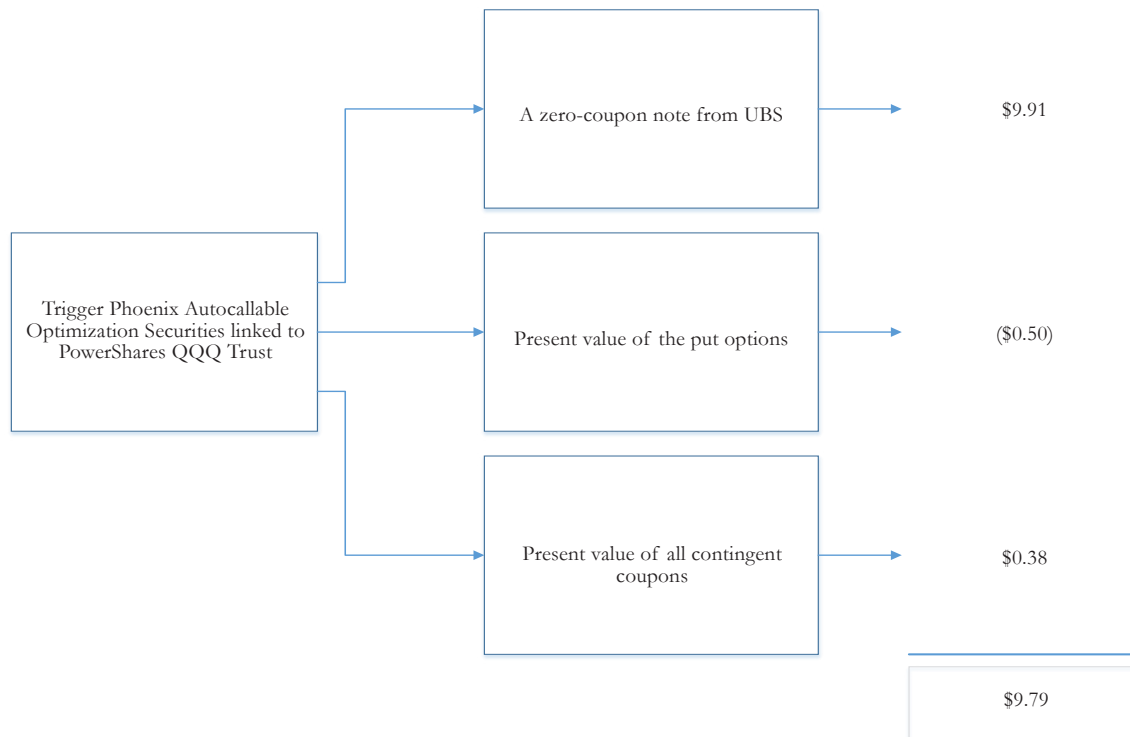 A zero-coupon note from UBS
$9.91
Trigger Phoenix Autocallable
Optimization Securities linked to
PowerShares QQQ Trust
Present value of the put options
($0.50)
Present value of all contingent
coupons
$0.38
$9.79